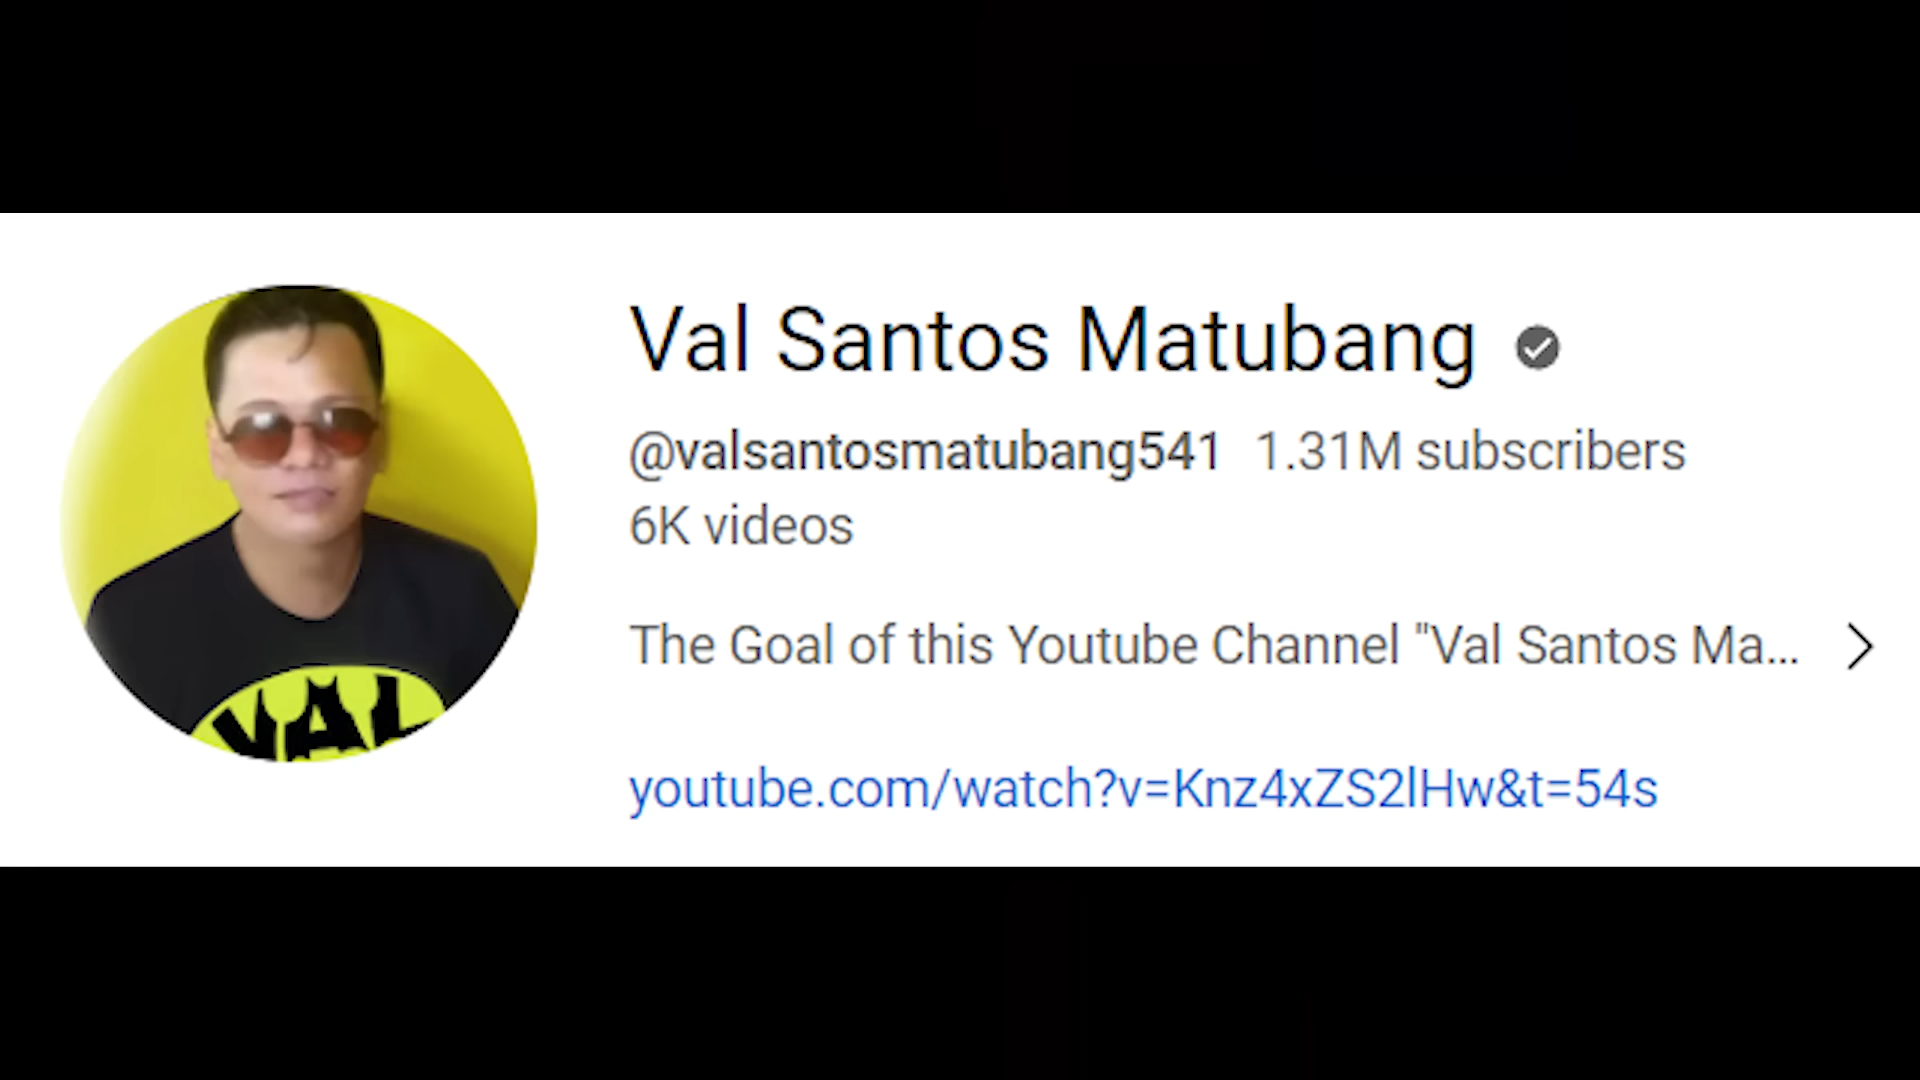 Val Santos Matubang
@valsantosmatubang541 1.31M subscribers
6K videos
The Goal of this Youtube Channel "Val Santos Ma...
youtube.com/watch?v=Knz4xZS2lHw&t=54s
VAL